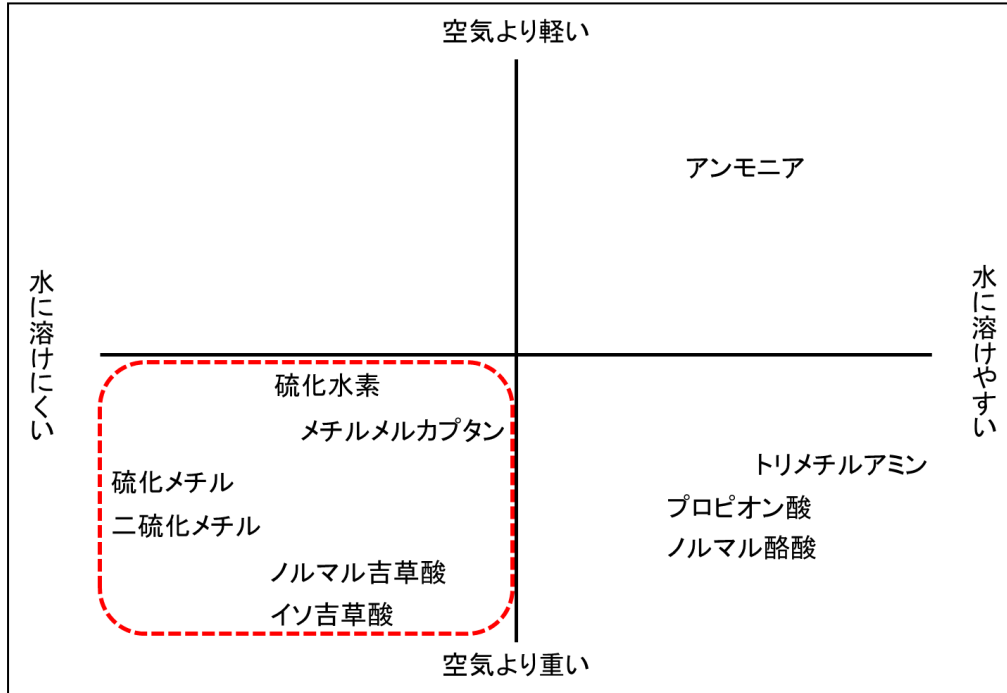 空気より軽い
アンモニア
水に溶けにくい
水に溶けやすい
硫化水素
メチルメルカプタン
硫化メチル
二硫化メチル
ノルマル吉草酸
イソ吉草酸
トリメチルアミン
プロピオン酸
ノルマル酪酸
空気より重い